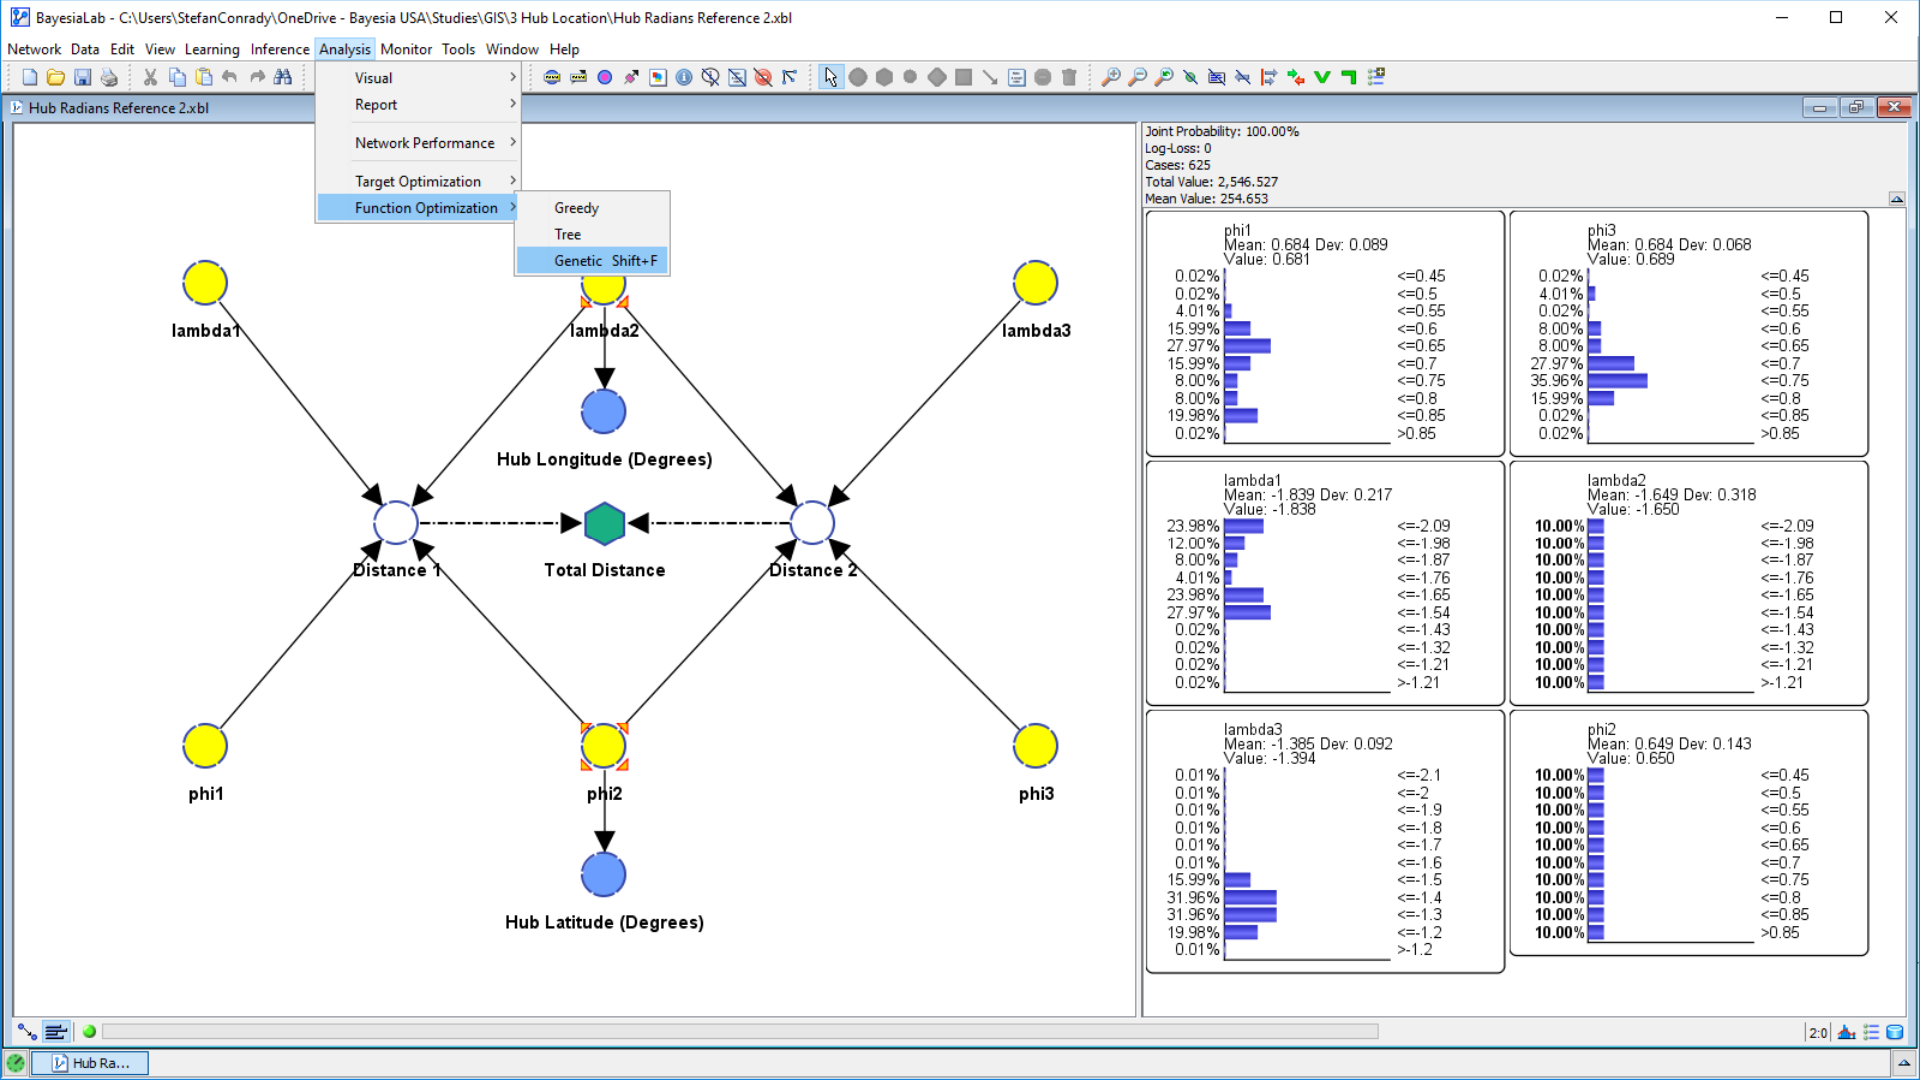 BayesiaLab - C:\Users\StefanConrady\OneDrive - Bayesia USA\Studies\GIS\3 Hub Location\Hub Radians Reference 2.xbl
Network Data Edit View Learning Inference Analysis Monitor Tools Window Help
Hub Radians Reference 2.xbl
Visual
Report
Network Performance
Target Optimization
Function Optimization
Greedy
Tree
Genetic Shift+F
lambda1
lambda2
lambda3
Hub Longitude (Degrees)
Distance 1
Total Distance
Distance 2
phi1
phi2
phi3
Hub Latitude (Degrees)
Joint Probability: 100.00%
Log-Loss: 0
Cases: 625
Total Value: 2,546.527
Mean Value: 254.653
phi1
Mean: 0.684 Dev: 0.089
Value: 0.681
0.02% <=0.45
0.02% <=0.5
4.01% <=0.55
15.99% <=0.6
27.97% <=0.65
15.99% <=0.7
8.00% <=0.75
8.00% <=0.8
19.98% <=0.85
0.02% >0.85
phi3
Mean: 0.684 Dev: 0.068
Value: 0.689
0.02% <=0.45
4.01% <=0.5
0.02% <=0.55
8.00% <=0.6
8.00% <=0.65
27.97% <=0.7
35.96% <=0.75
15.99% <=0.8
0.02% <=0.85
0.02% >0.85
lambda1
Mean: -1.839 Dev: 0.217
Value: -1.838
23.98% <=-2.09
12.00% <=-1.98
8.00% <=-1.87
4.01% <=-1.76
23.98% <=-1.65
27.97% <=-1.54
0.02% <=-1.43
0.02% <=-1.32
0.02% <=-1.21
0.02% >-1.21
lambda2
Mean: -1.649 Dev: 0.318
Value: -1.650
10.00% <=-2.09
10.00% <=-1.98
10.00% <=-1.87
10.00% <=-1.76
10.00% <=-1.65
10.00% <=-1.54
10.00% <=-1.43
10.00% <=-1.32
10.00% <=-1.21
10.00% >-1.21
lambda3
Mean: -1.385 Dev: 0.092
Value: -1.394
0.01% <=-2.1
0.01% <=-2
0.01% <=-1.9
0.01% <=-1.8
0.01% <=-1.7
0.01% <=-1.6
15.99% <=-1.5
31.96% <=-1.4
31.96% <=-1.3
19.98% <=-1.2
0.01% >-1.2
phi2
Mean: 0.649 Dev: 0.143
Value: 0.650
10.00% <=0.45
10.00% <=0.5
10.00% <=0.55
10.00% <=0.6
10.00% <=0.65
10.00% <=0.7
10.00% <=0.75
10.00% <=0.8
10.00% <=0.85
10.00% >0.85
2:0
Hub Ra...